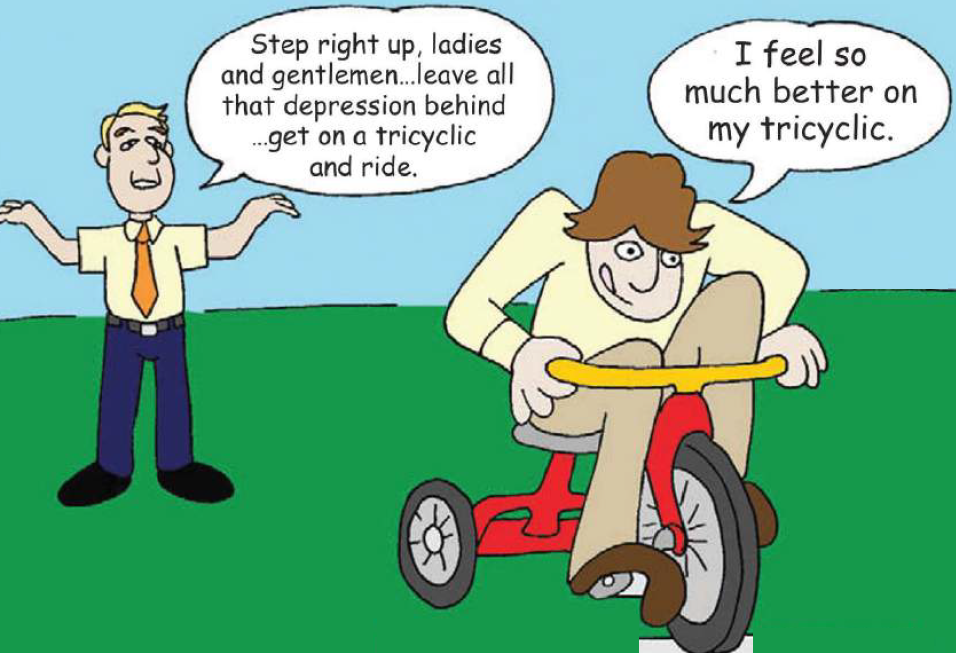 Step right up, ladies
and gentlemen...leave all
that depression behind
...get on a tricyclic
and ride.
I feel so
much better on
my tricyclic.